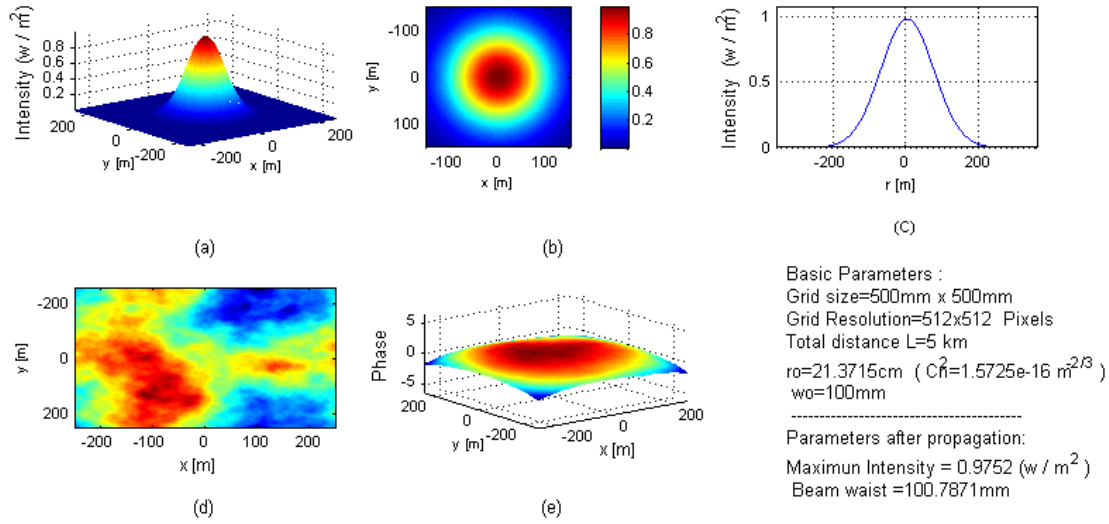 Intensity (w / m²)
0.8
0.6
0.4
0.2
200
0
-200
y [m]
-200
0
200
x [m]
(a)
y [m]
-100
0
100
-100 0 100
x [m]
0.8
0.6
0.4
0.2
(b)
Intensity (w / m²)
1
0.5
0
-200 0 200
r [m]
(C)
y [m]
-200
0
200
-200 -100 0 100 200
x [m]
(d)
Phase
5
0
-5
200
0
-200
y [m]
-200
0
200
x [m]
(e)
Basic Parameters :
Grid size=500mm x 500mm
Grid Resolution=512x512 Pixels
Total distance L=5 km
ro=21.3715cm ( Cn²=1.5725e-16 m^2/3 )
wo=100mm
------------------------------------
Parameters after propagation:
Maximun Intensity = 0.9752 (w / m² )
Beam waist =100.7871mm